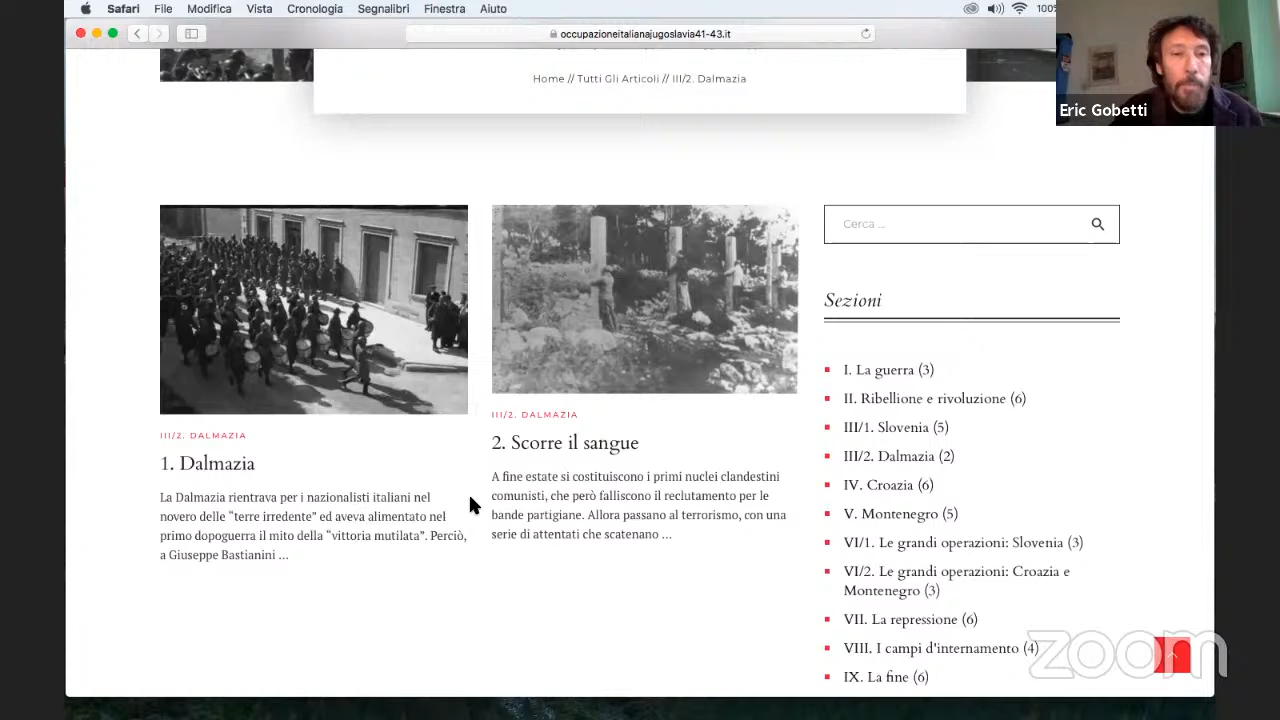 Safari File Modifica Vista Cronologia Segnalibri Finestra Aiuto
100%
occupazioneitalianajugoslavia41-43.it
Home // Tutti Gli Articoli // III/2. Dalmazia
Eric Gobetti
III/2. DALMAZIA
1. Dalmazia
La Dalmazia rientrava per i nazionalisti italiani nel
novero delle “terre irredente” ed aveva alimentato nel
primo dopoguerra il mito della “vittoria mutilata”. Perciò,
a Giuseppe Bastianini ...
III/2. DALMAZIA
2. Scorre il sangue
A fine estate si costituiscono i primi nuclei clandestini
comunisti, che però falliscono il reclutamento per le
bande partigiane. Allora passano al terrorismo, con una
serie di attentati che scatenano ...
Cerca ...
Sezioni
I. La guerra (3)
II. Ribellione e rivoluzione (6)
III/1. Slovenia (5)
III/2. Dalmazia (2)
IV. Croazia (6)
V. Montenegro (5)
VI/1. Le grandi operazioni: Slovenia (3)
VI/2. Le grandi operazioni: Croazia e
Montenegro (3)
VII. La repressione (6)
VIII. I campi d'internamento (4)
IX. La fine (6)
zoom